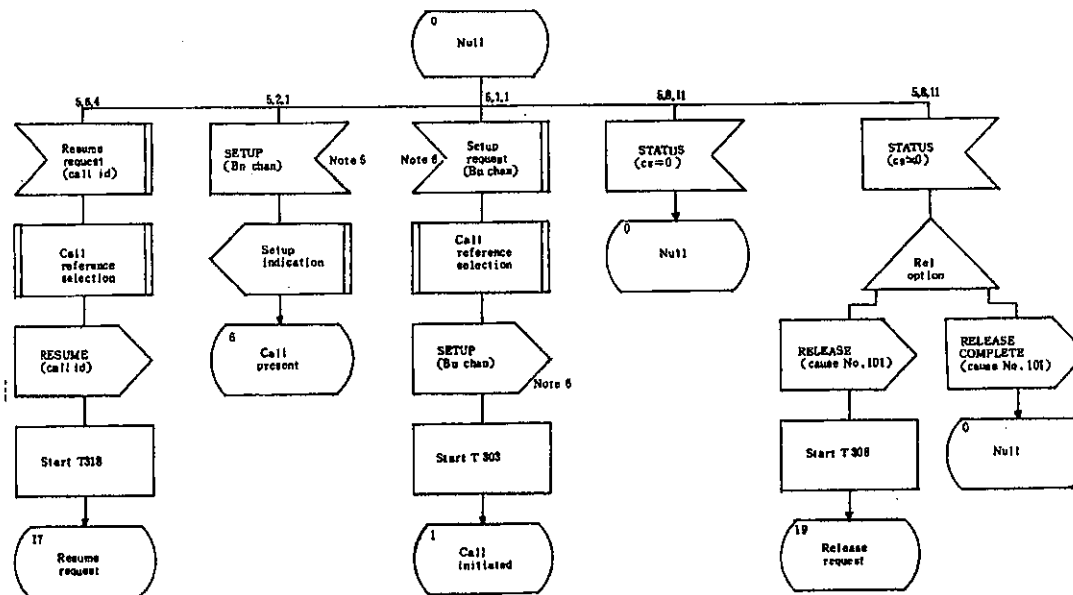 0
Null
5,6,4
5,2,1
5,1,1
5,8,11
5,8,11
Resume
request
(call id)
SETUP
(Bn chan)
Note 5
Note 6
Setup
request
(Bn chan)
STATUS
(cs=0)
STATUS
(cs≠0)
Call
reference
selection
Setup
indication
Call
reference
selection
0
Null
Rel
option
RESUME
(call id)
6
Call
present
SETUP
(Bn chan)
Note 6
RELEASE
(cause No. 101)
RELEASE
COMPLETE
(cause No. 101)
Start T318
Start T 303
Start T 308
0
Null
17
Resume
request
1
Call
initiated
19
Release
request